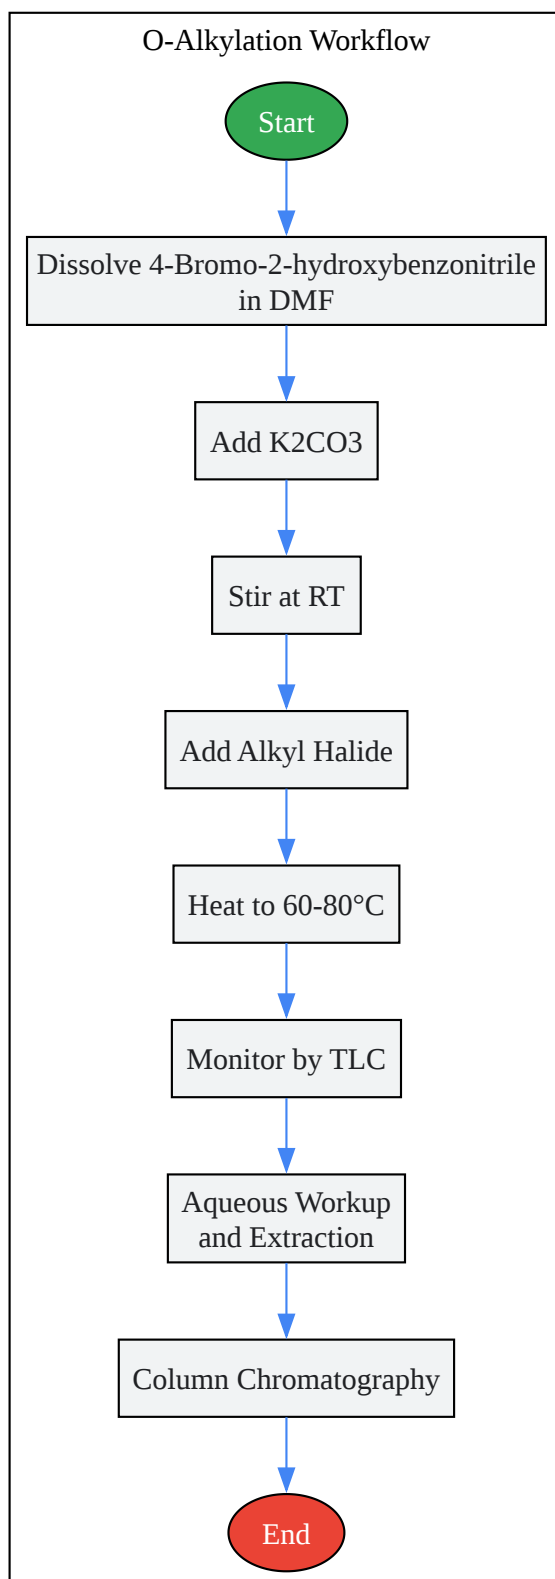 O-Alkylation Workflow
Start
Dissolve 4-Bromo-2-hydroxybenzonitrile
in DMF
Add K2CO3
Stir at RT
Add Alkyl Halide
Heat to 60-80°C
Monitor by TLC
Aqueous Workup
and Extraction
Column Chromatography
End